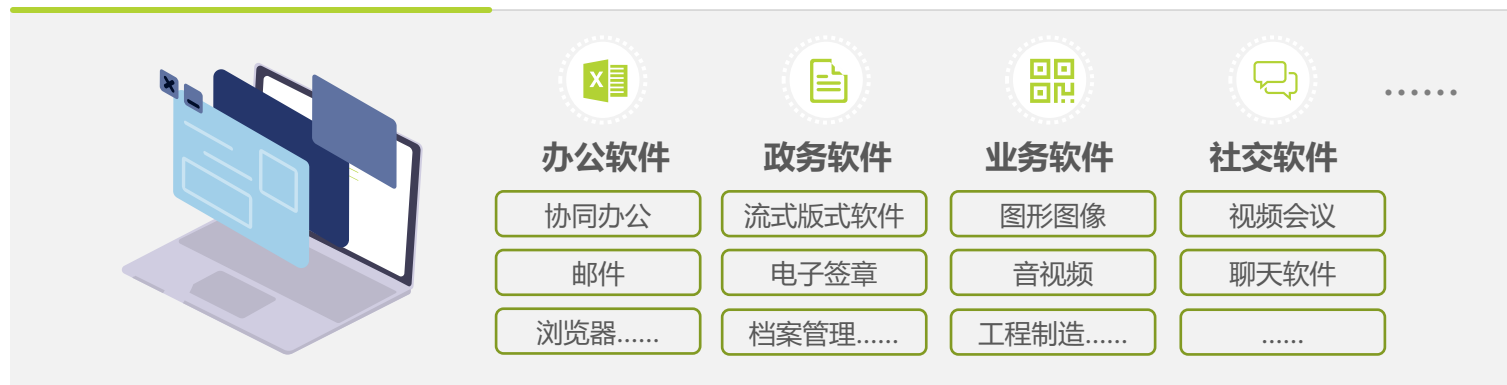 X
......
办公软件
政务软件
业务软件
社交软件
协同办公
流式版式软件
图形图像
视频会议
邮件
电子签章
音视频
聊天软件
浏览器......
档案管理......
工程制造......
......